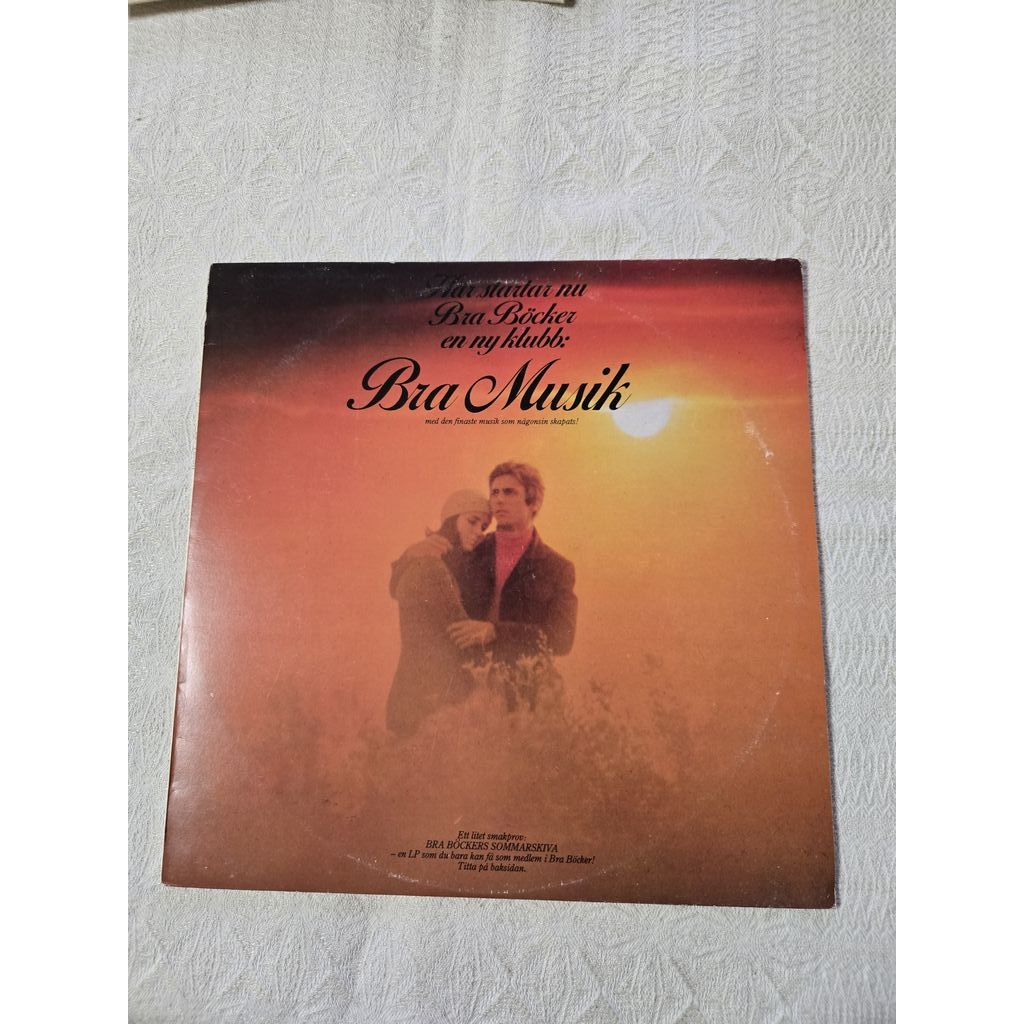 Här startar nu
Bra Böcker
en ny klubb:
Bra Musik
med den finaste musik som någonsin skapats!
Ett litet smakprov:
BRA BÖCKERS SOMMARSKIVA
– en LP som du bara kan få som medlem i Bra Böcker!
Titta på baksidan.